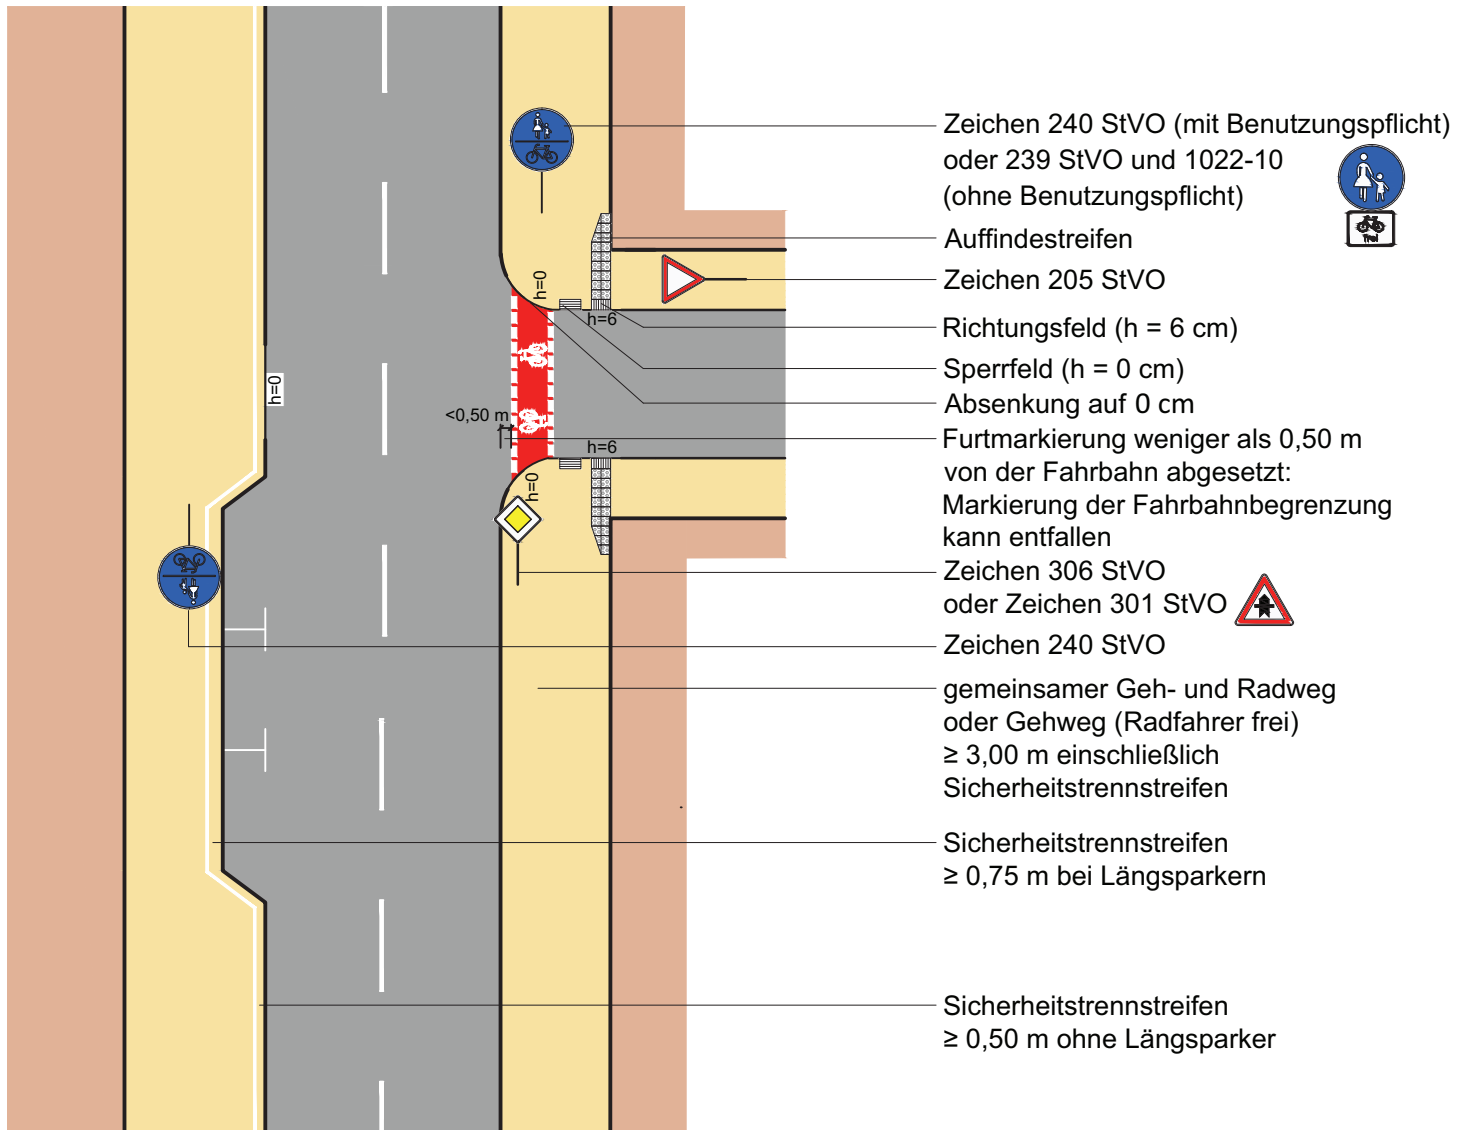 Zeichen 240 StVO (mit Benutzungspflicht)
oder 239 StVO und 1022-10
(ohne Benutzungspflicht)
frei
Auffindestreifen
Zeichen 205 StVO
Richtungsfeld (h = 6 cm)
Sperrfeld (h = 0 cm)
Absenkung auf 0 cm
Furtmarkierung weniger als 0,50 m
von der Fahrbahn abgesetzt:
Markierung der Fahrbahnbegrenzung
kann entfallen
Zeichen 306 StVO
oder Zeichen 301 StVO
Zeichen 240 StVO
gemeinsamer Geh- und Radweg
oder Gehweg (Radfahrer frei)
≥ 3,00 m einschließlich
Sicherheitstrennstreifen
Sicherheitstrennstreifen
≥ 0,75 m bei Längsparkern
Sicherheitstrennstreifen
≥ 0,50 m ohne Längsparker
h=0
h=6
h=0
<0,50 m
h=6
h=0